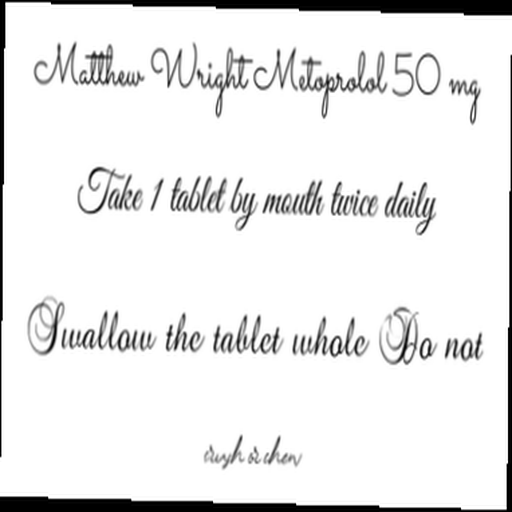 Matthew Wright Metoprolol 50 mg
Take 1 tablet by mouth twice daily
Swallow the tablet whole Do not
crush or chew